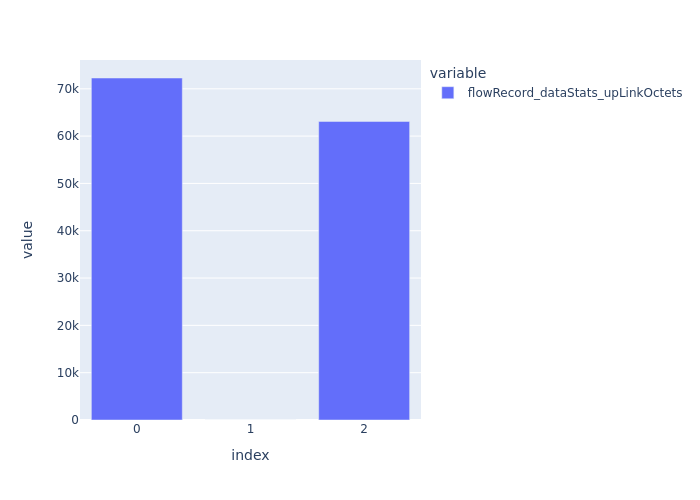 variable
flowRecord_dataStats_upLinkOctets
value
70k
60k
50k
40k
30k
20k
10k
0
0 1 2
index